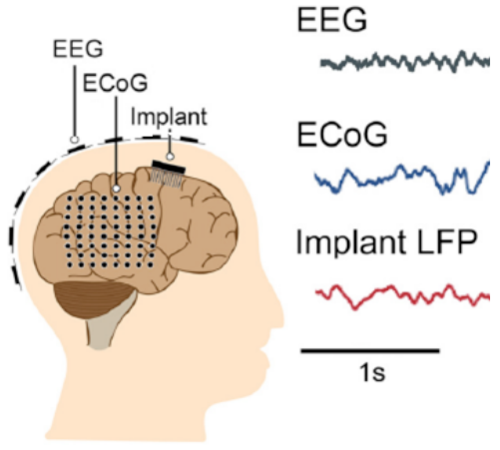 EEG
ECoG
Implant
EEG
ECoG
Implant LFP
1s